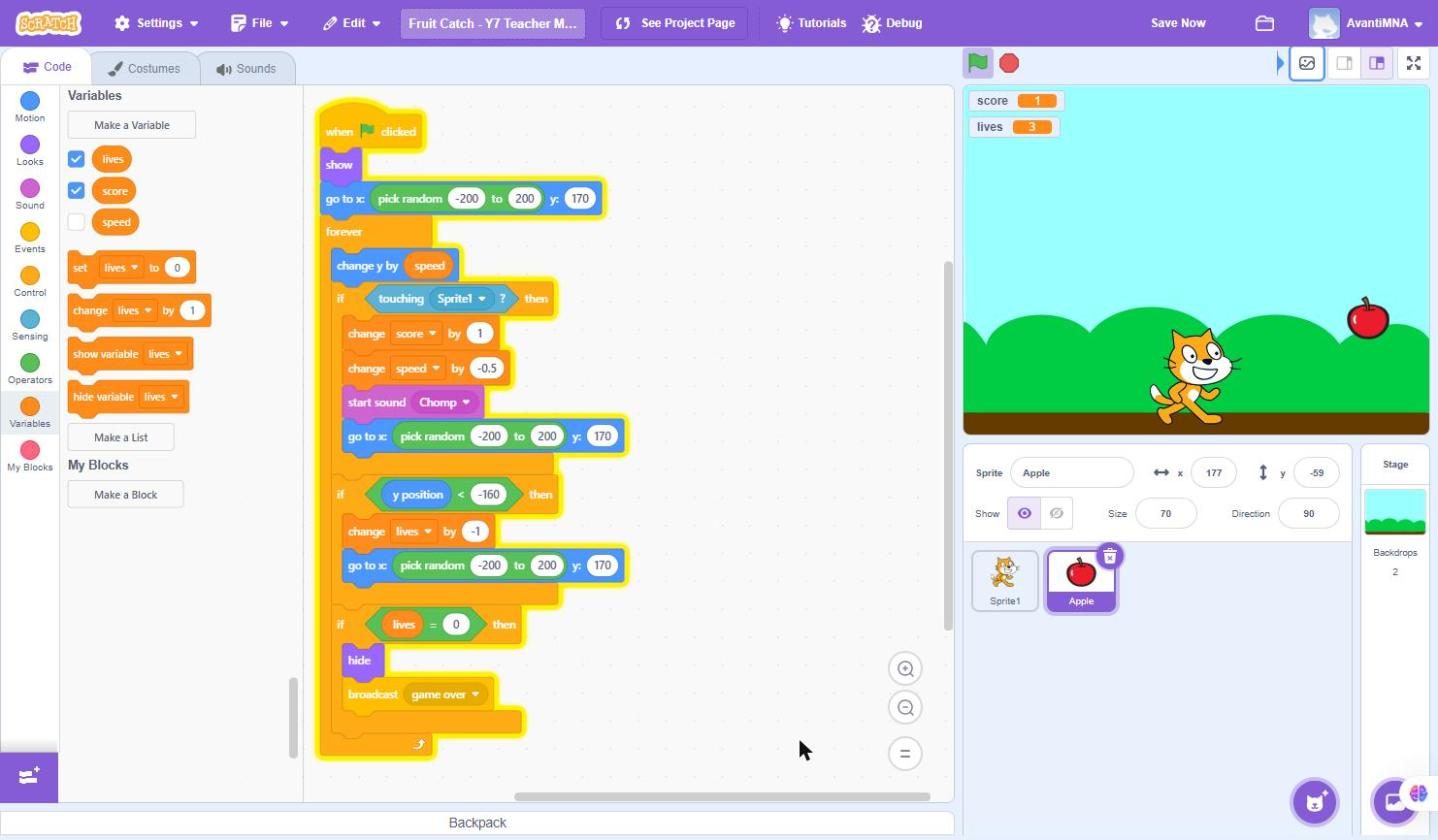 SCRATCH
Settings
File
Edit
Fruit Catch - Y7 Teacher M...
See Project Page
Tutorials
Debug
Save Now
AvantiMNA
Code
Costumes
Sounds
Motion
Looks
Sound
Events
Control
Sensing
Operators
Variables
My Blocks
Variables
Make a Variable
lives
score
speed
set lives to 0
change lives by 1
show variable lives
hide variable lives
Make a List
My Blocks
Make a Block
when clicked
show
go to x: pick random -200 to 200 y: 170
forever
change y by speed
if touching Sprite1 ? then
change score by 1
change speed by -0.5
start sound Chomp
go to x: pick random -200 to 200 y: 170
if y position < -160 then
change lives by -1
go to x: pick random -200 to 200 y: 170
if lives = 0 then
hide
broadcast game over
Backpack
score 1
lives 3
Sprite Apple x 177 y -59
Show Size 70 Direction 90
Sprite1
Apple
Stage
Backdrops
2